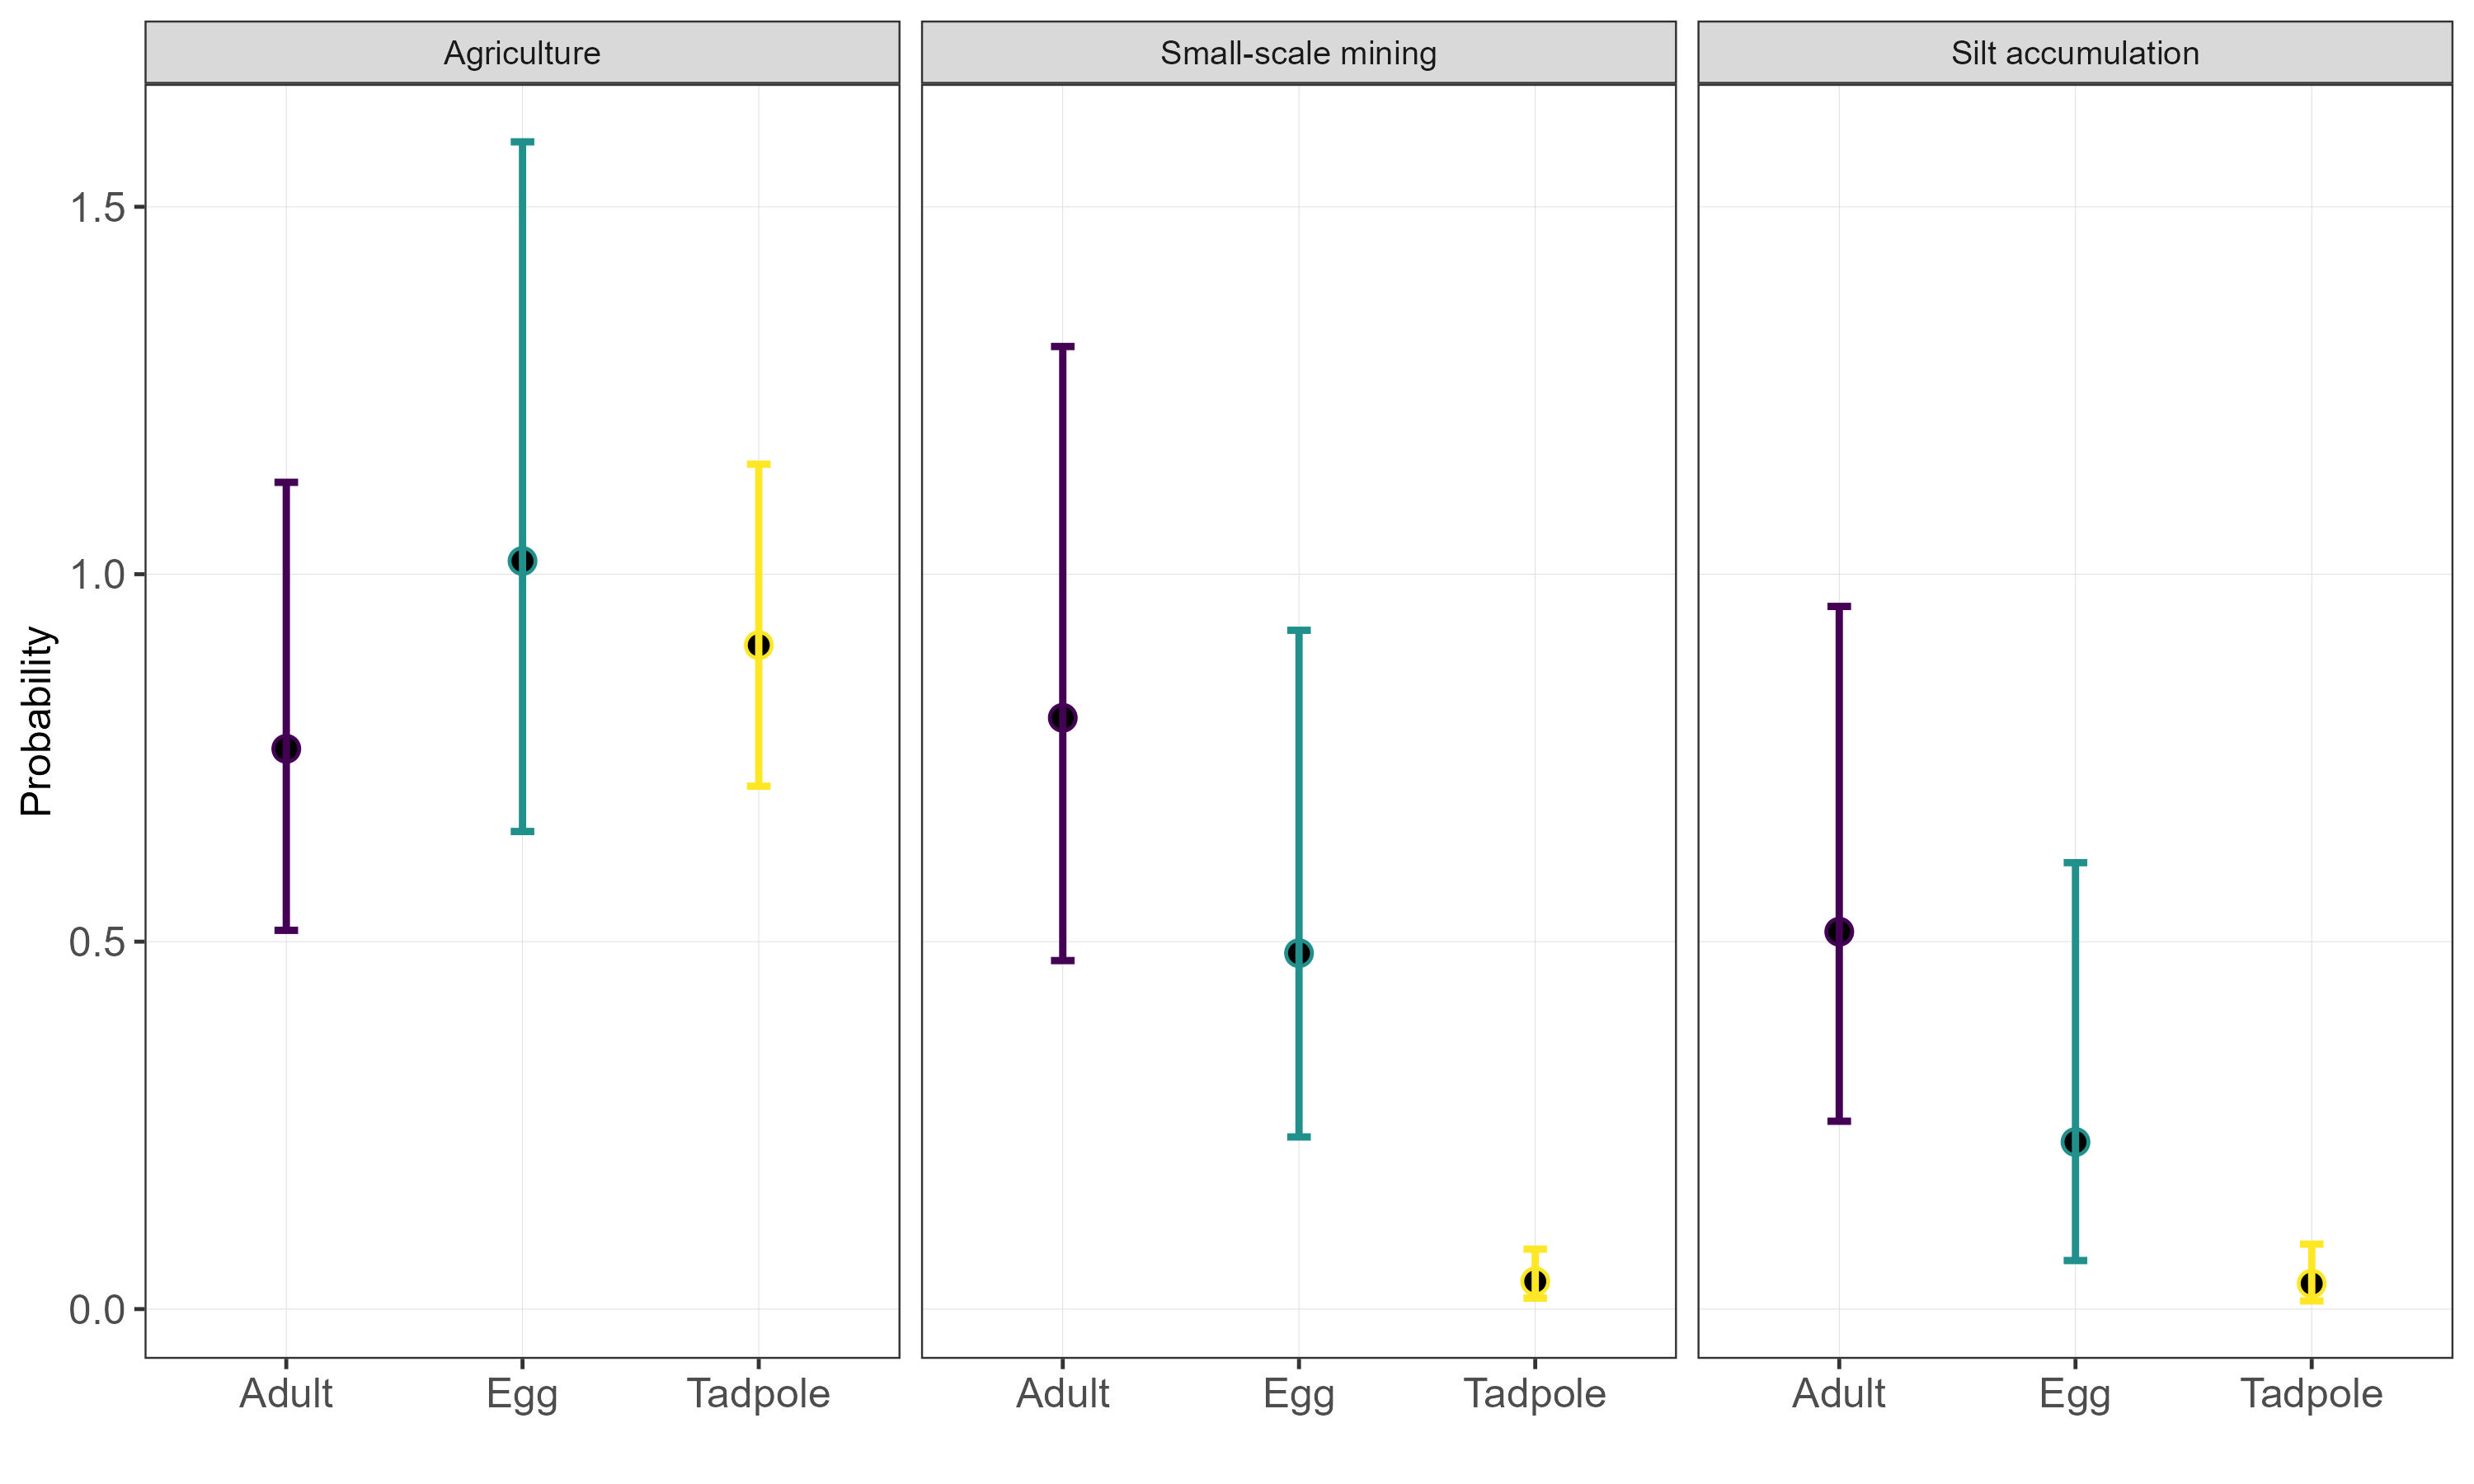 Agriculture
Small-scale mining
Silt accumulation
Probability
1.5
1.0
0.5
0.0
Adult Egg Tadpole
Adult Egg Tadpole
Adult Egg Tadpole